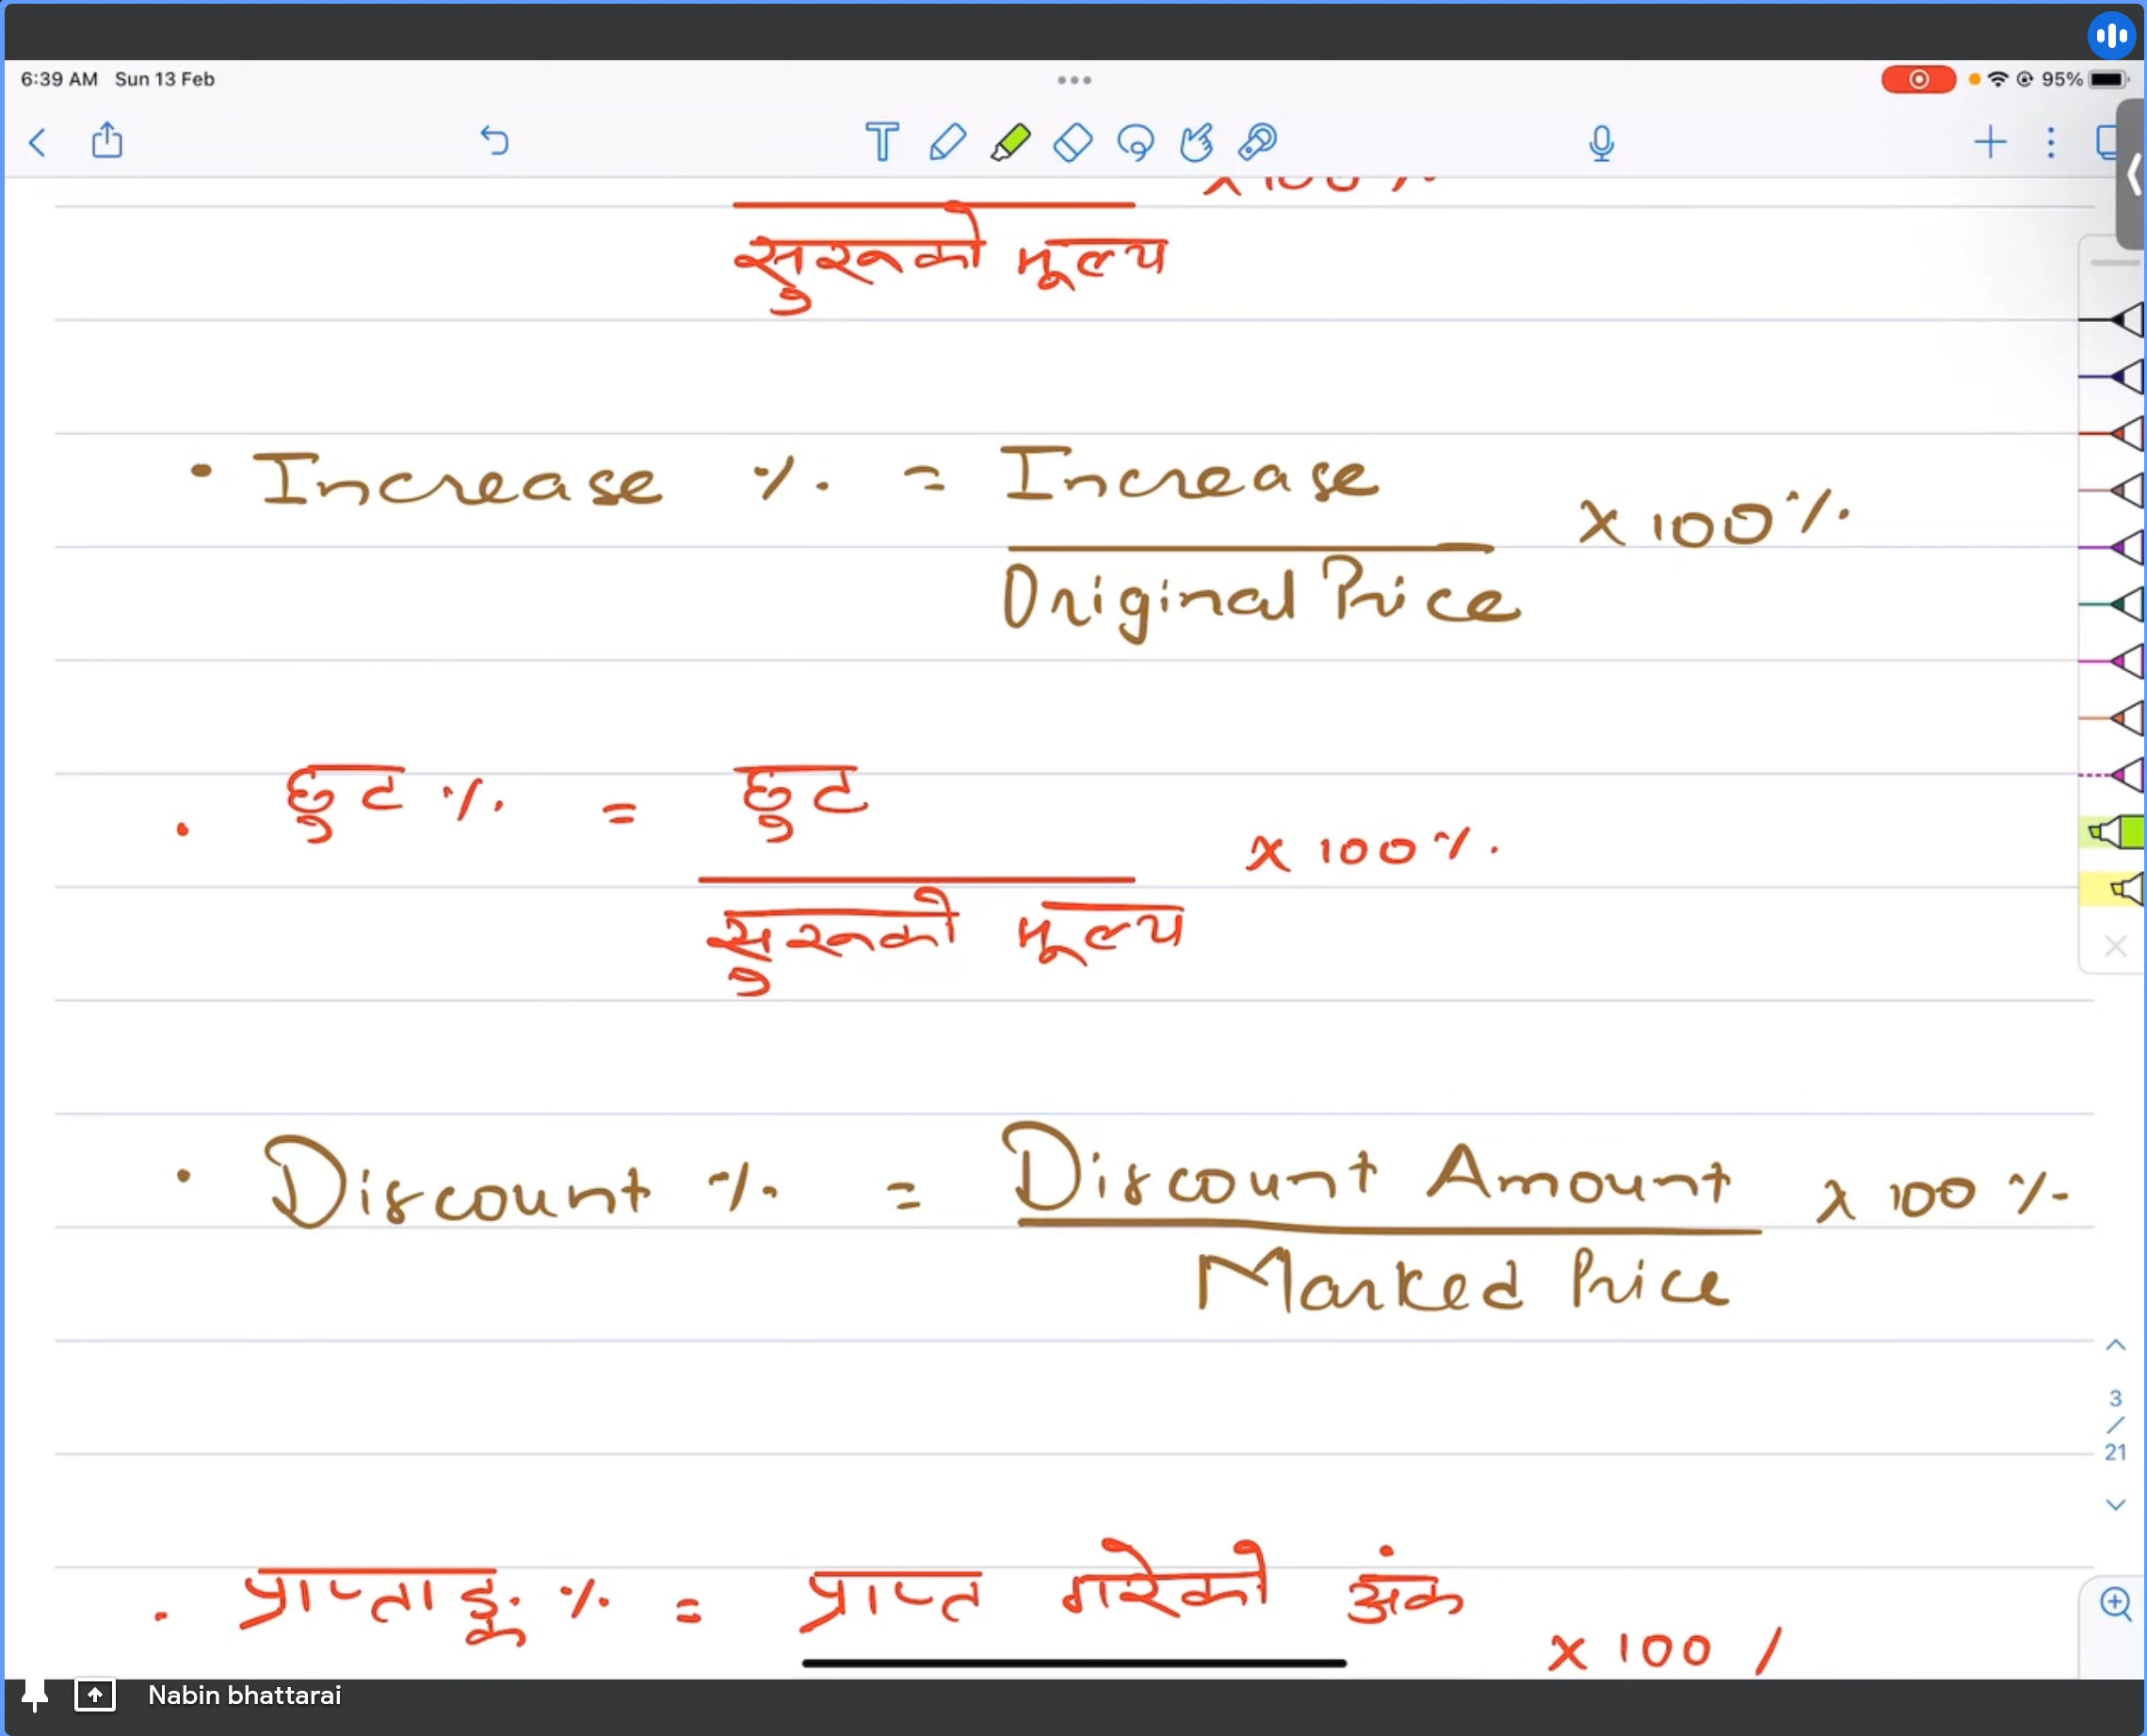 6:39 AM Sun 13 Feb
95%
x 100 %
सुरूको मूल्य
• Increase % = Increase
x 100 %
Original Price
• छुट % = छुट
x 100 %
सुरूको मूल्य
• Discount % = Discount Amount x 100 %
Marked Price
3
/
21
• प्राप्ताङ्क % = प्राप्त गरेको अंक
x 100 /
Nabin bhattarai